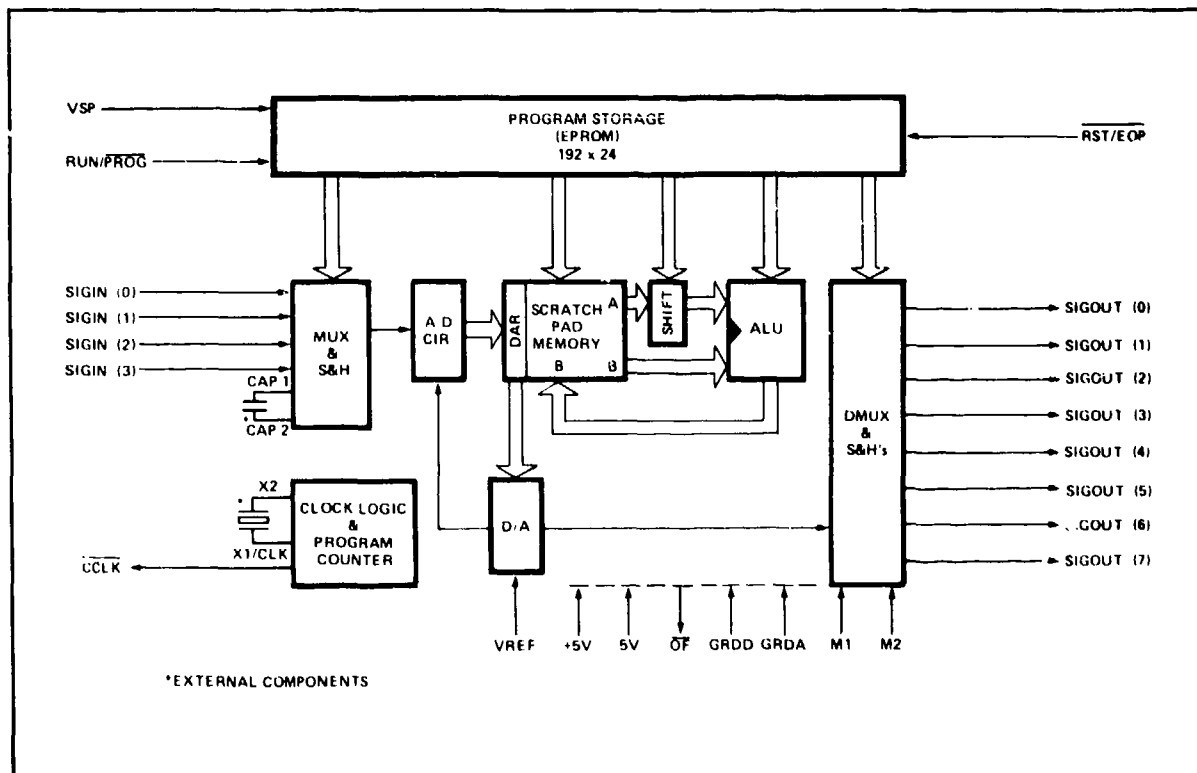 VSP
RUN/PROG
PROGRAM STORAGE
(EPROM)
192 x 24
RST/EOP
SIGIN (0)
SIGIN (1)
SIGIN (2)
SIGIN (3)
CAP 1
*
CAP 2
MUX
&
S&H
A D
CIR
DAR
SCRATCH
PAD
MEMORY
A
B
B
SHIFT
ALU
DMUX
&
S&H's
SIGOUT (0)
SIGOUT (1)
SIGOUT (2)
SIGOUT (3)
SIGOUT (4)
SIGOUT (5)
(6)
SIGOUT (7)
X2
*
X1/CLK
CLOCK LOGIC
&
PROGRAM
COUNTER
CCLK
D/A
VREF
+5V
5V
OF
GRDD
GRDA
M1
M2
*EXTERNAL COMPONENTS